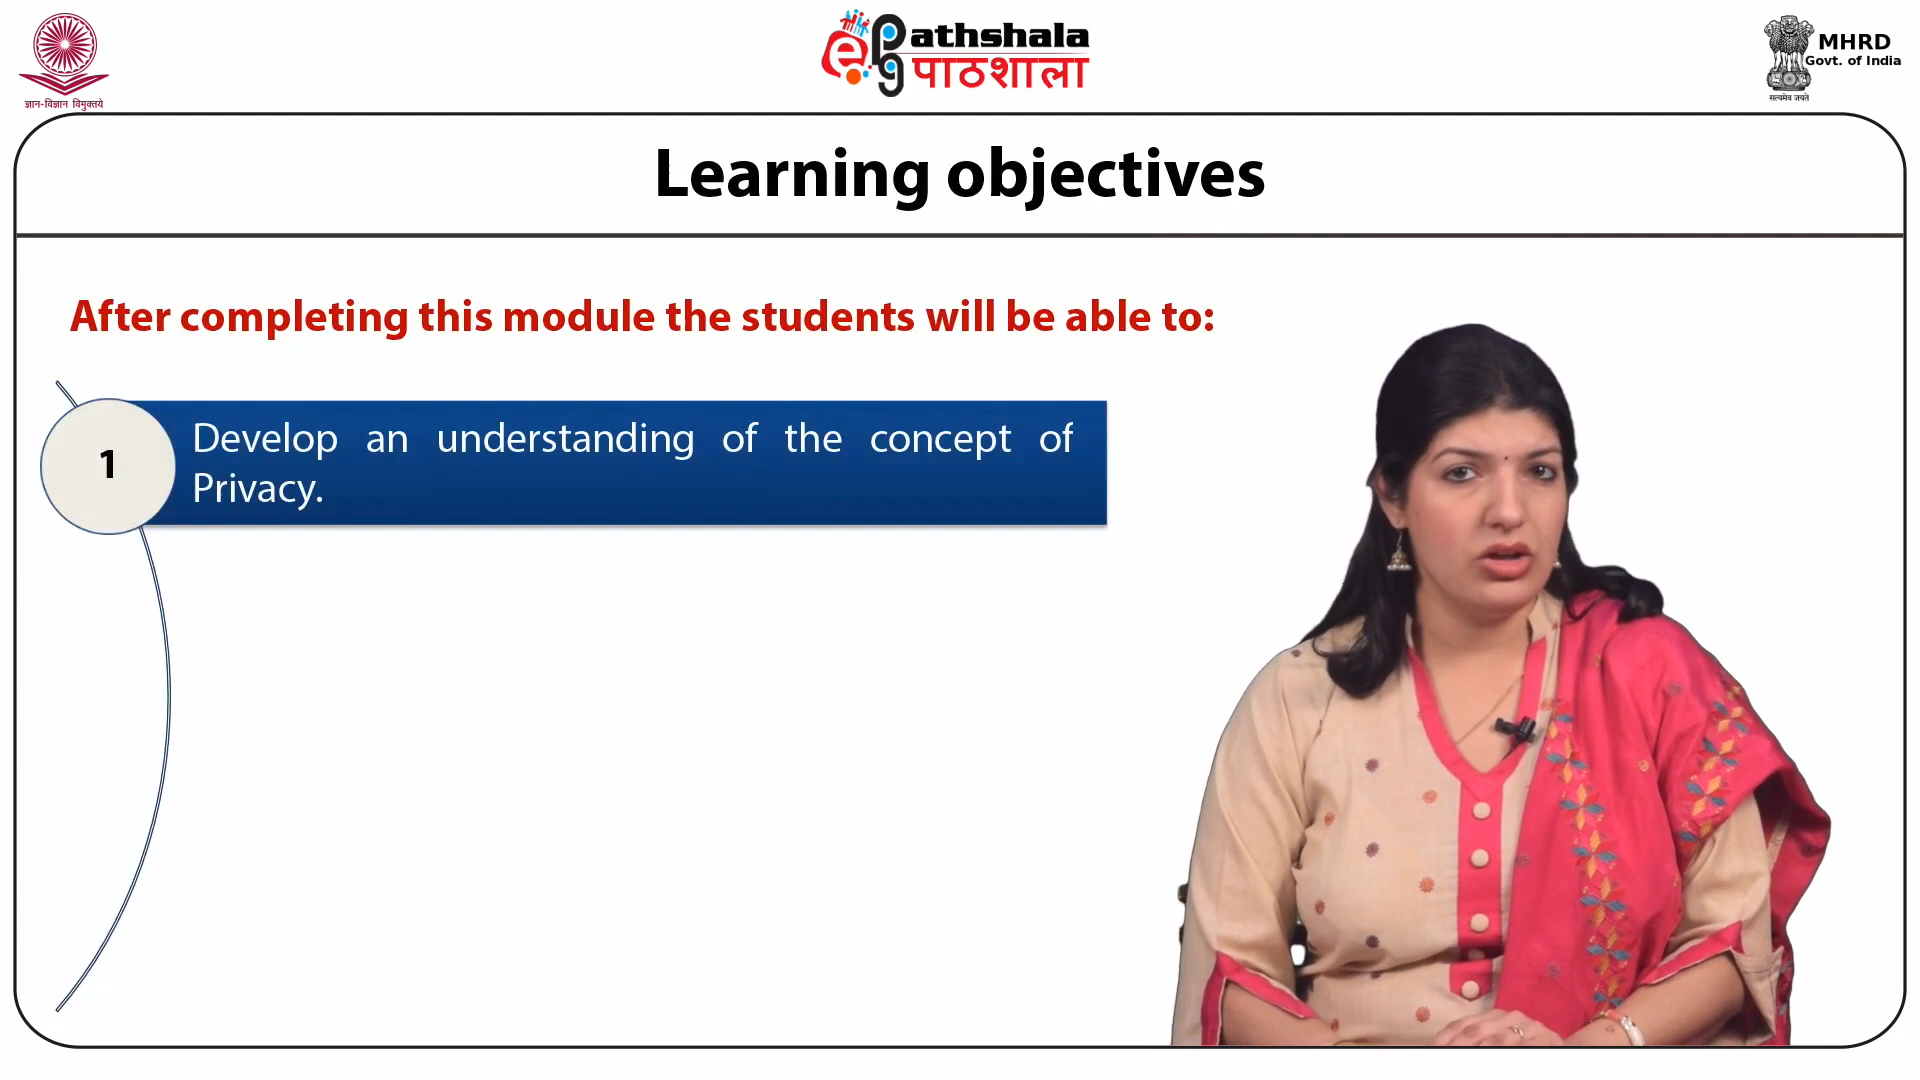 ज्ञान-विज्ञान विमुक्तये
ePathshala
पाठशाला
MHRD
Govt. of India
सत्यमेव जयते
Learning objectives
After completing this module the students will be able to:
1
Develop an understanding of the concept of
Privacy.